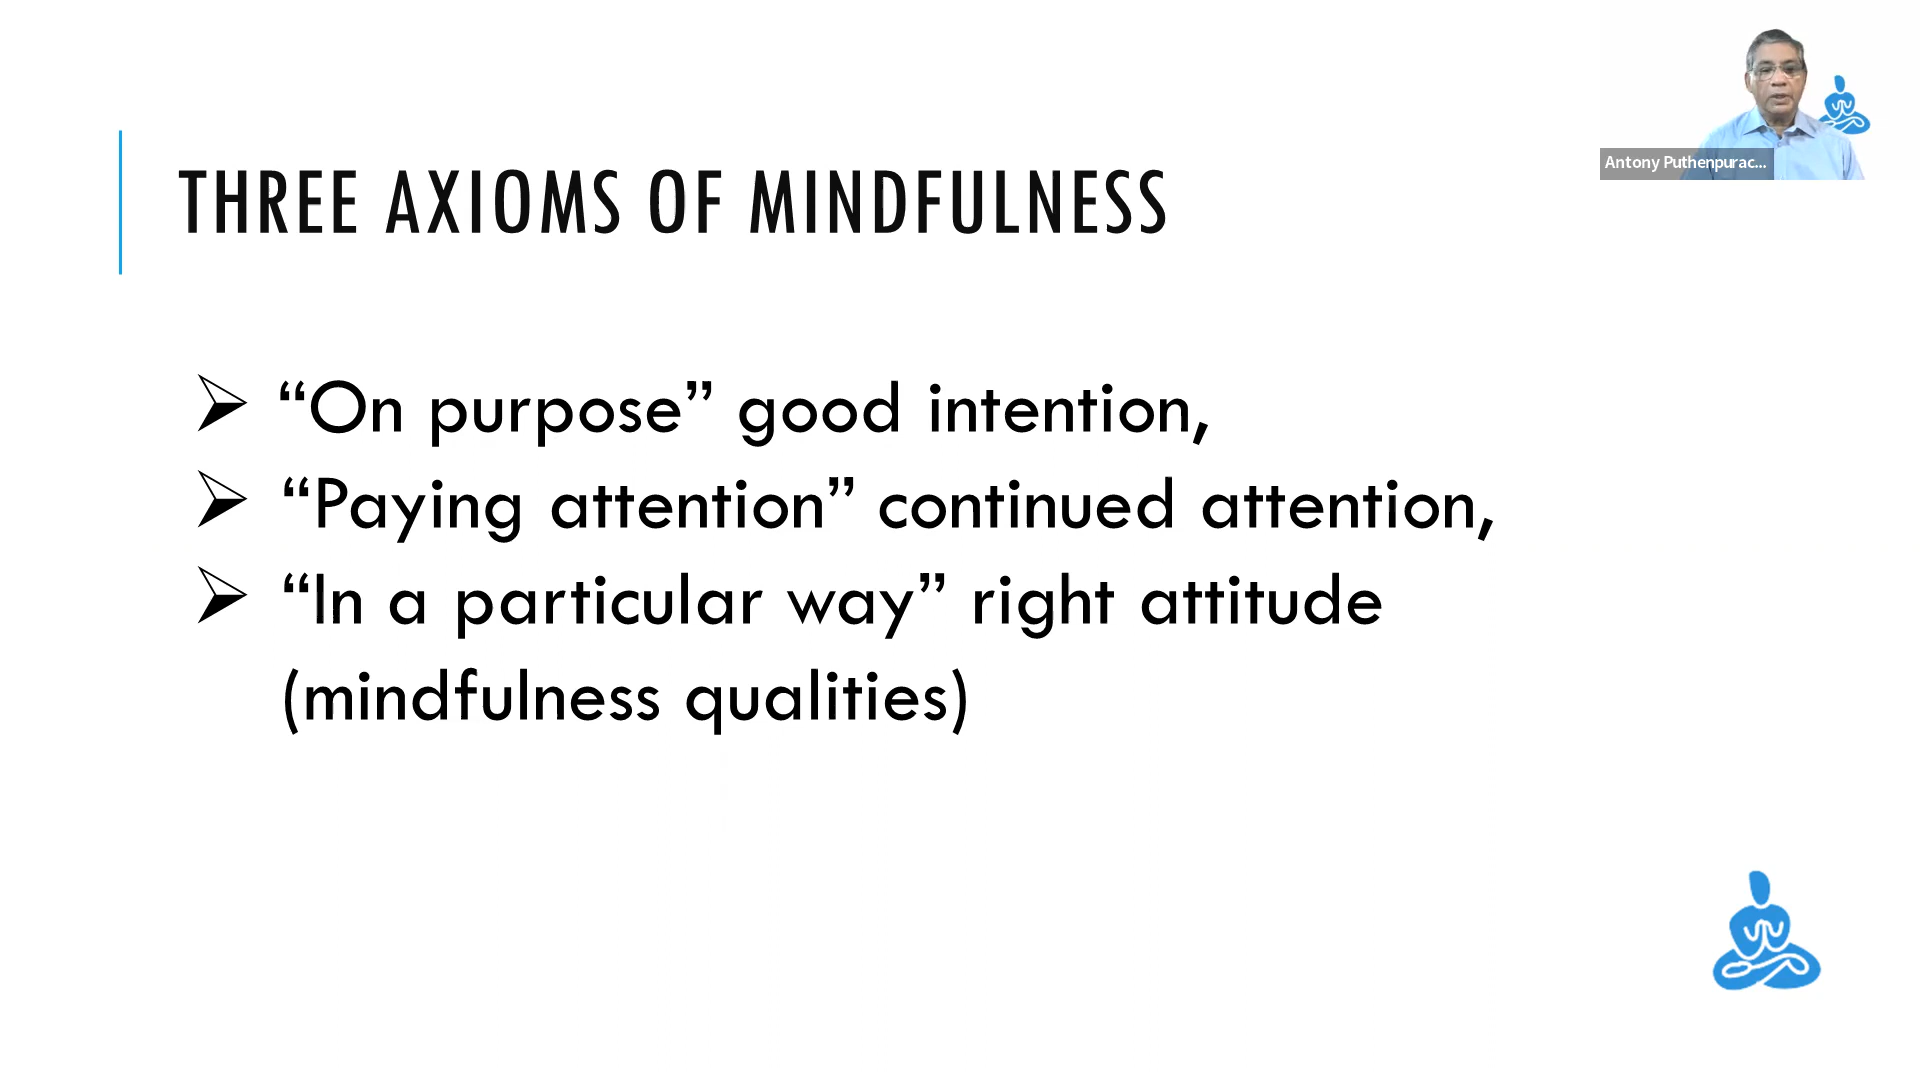 Antony Puthenpurac...
THREE AXIOMS OF MINDFULNESS
“On purpose” good intention,
“Paying attention” continued attention,
“In a particular way” right attitude
(mindfulness qualities)